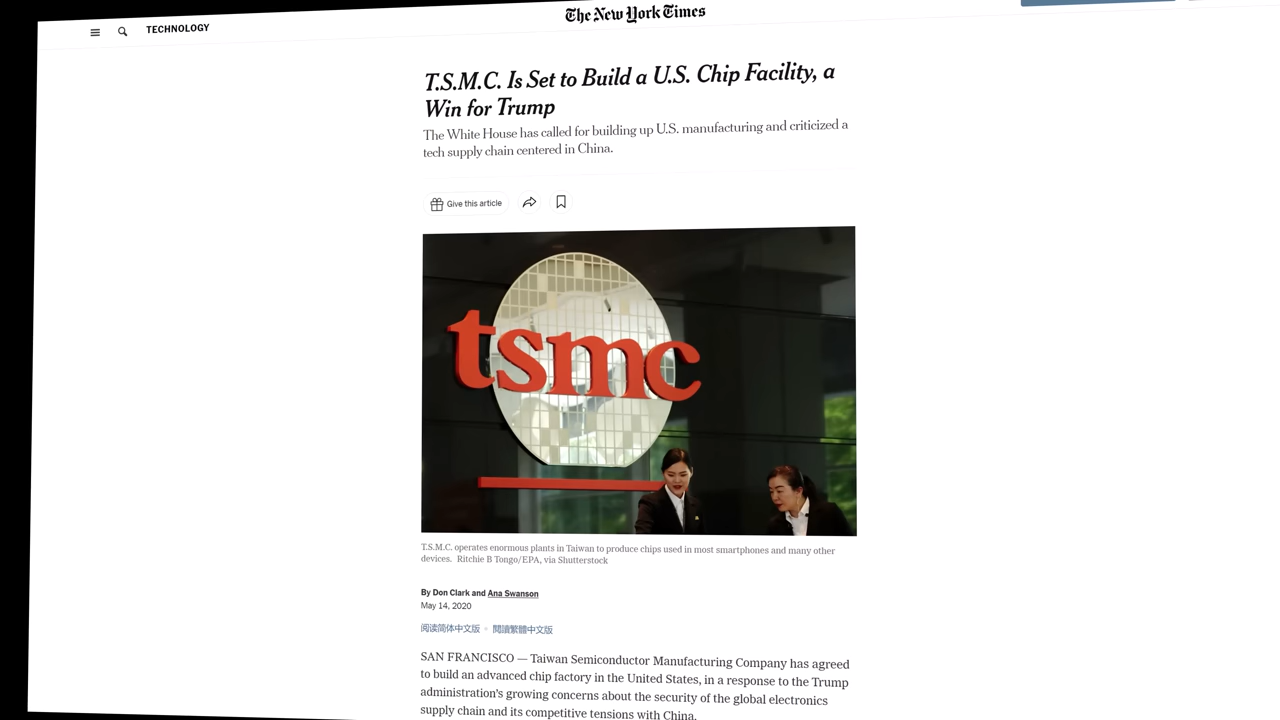 TECHNOLOGY
The New York Times
T.S.M.C. Is Set to Build a U.S. Chip Facility, a
Win for Trump
The White House has called for building up U.S. manufacturing and criticized a
tech supply chain centered in China.
Give this article
tsmc
T.S.M.C. operates enormous plants in Taiwan to produce chips used in most smartphones and many other
devices. Ritchie B Tongo/EPA, via Shutterstock
By Don Clark and Ana Swanson
May 14, 2020
阅读简体中文版 • 閱讀繁體中文版
SAN FRANCISCO — Taiwan Semiconductor Manufacturing Company has agreed
to build an advanced chip factory in the United States, in a response to the Trump
administration's growing concerns about the security of the global electronics
supply chain and its competitive tensions with China.